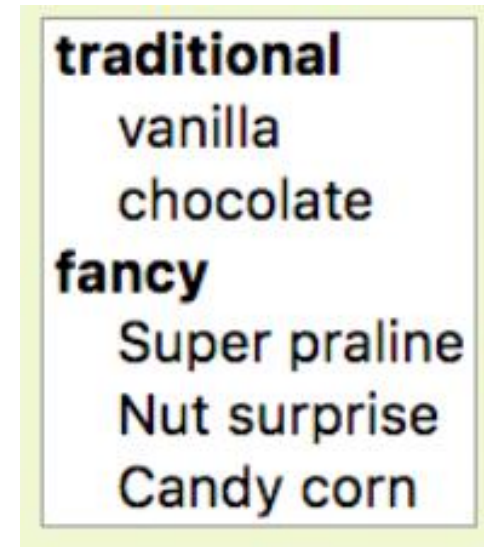 traditional
vanilla
chocolate
fancy
Super praline
Nut surprise
Candy corn